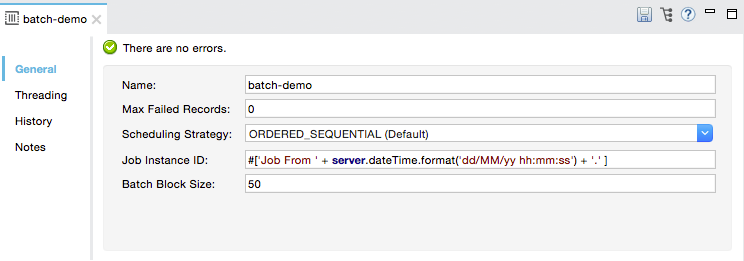 batch-demo
There are no errors.
General
Threading
History
Notes
Name: batch-demo
Max Failed Records: 0
Scheduling Strategy: ORDERED_SEQUENTIAL (Default)
Job Instance ID: #['Job From ' + server.dateTime.format('dd/MM/yy hh:mm:ss') + '.' ]
Batch Block Size: 50